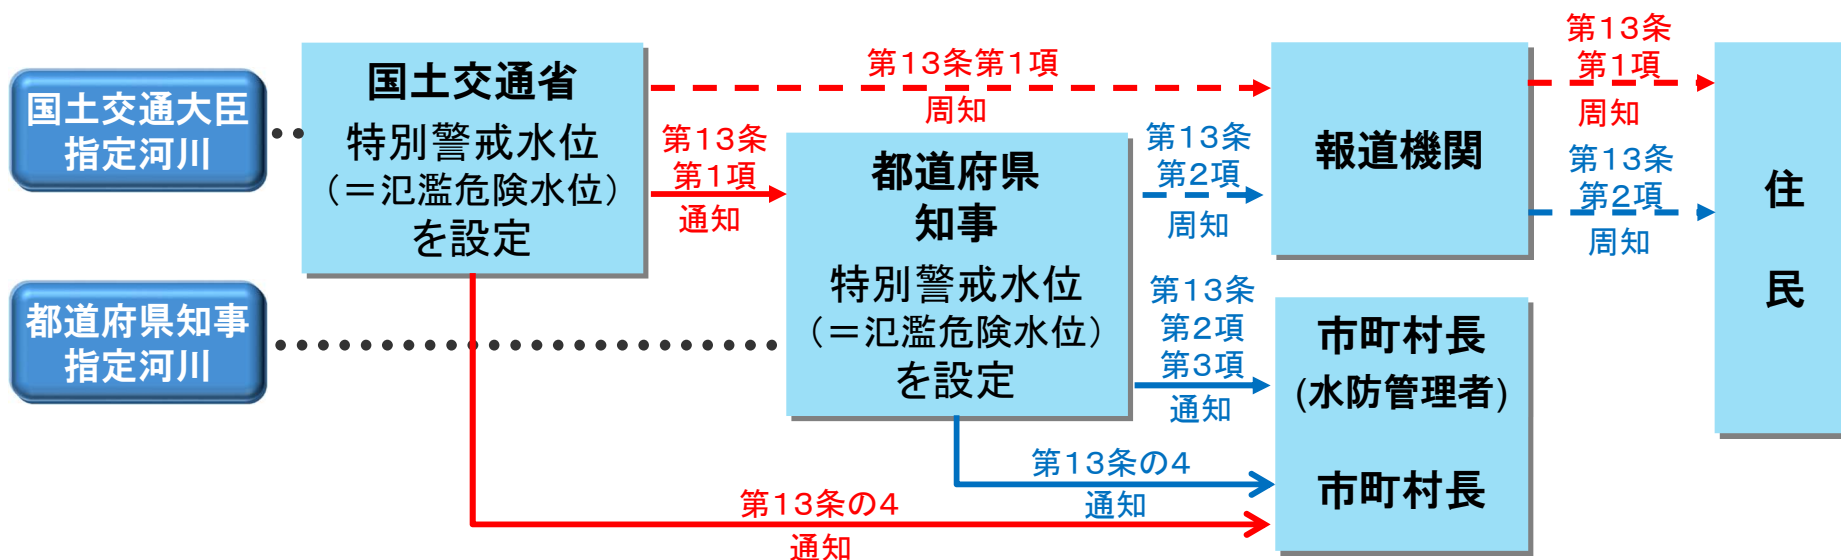 国土交通大臣
指定河川
都道府県知事
指定河川
国土交通省
特別警戒水位
（＝氾濫危険水位）
を設定
第13条第1項
周知
第13条
第1項
通知
都道府県
知事
特別警戒水位
（＝氾濫危険水位）
を設定
第13条
第2項
周知
第13条
第2項
第3項
通知
第13条の4
通知
第13条の4
通知
報道機関
市町村長
(水防管理者)
市町村長
第13条
第1項
周知
第13条
第2項
周知
住
民